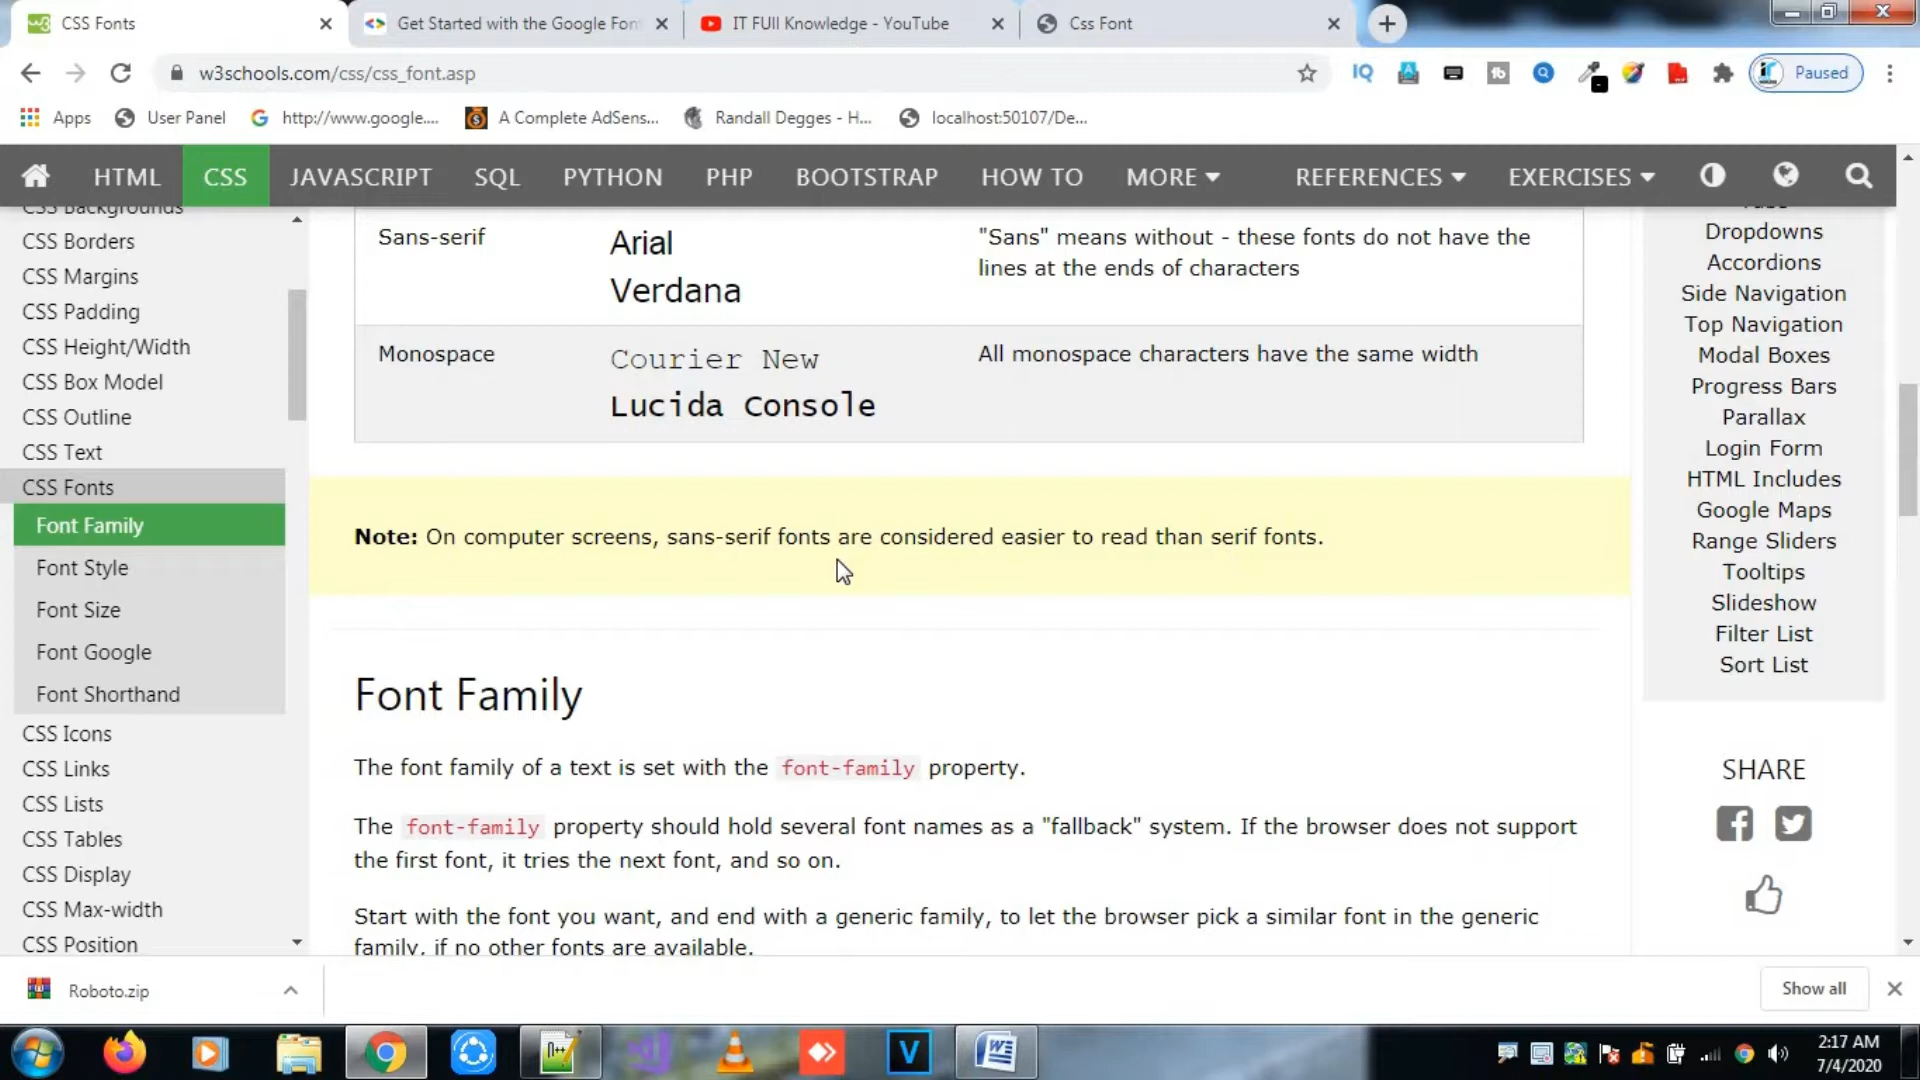 CSS Fonts
Get Started with the Google Fon
IT FUll Knowledge - YouTube
Css Font
w3schools.com/css/css_font.asp
Paused
Apps
User Panel
http://www.google....
A Complete AdSens...
Randall Degges - H...
localhost:50107/De...
HTML
CSS
JAVASCRIPT
SQL
PYTHON
PHP
BOOTSTRAP
HOW TO
MORE
REFERENCES
EXERCISES
CSS Backgrounds
CSS Borders
CSS Margins
CSS Padding
CSS Height/Width
CSS Box Model
CSS Outline
CSS Text
CSS Fonts
Font Family
Font Style
Font Size
Font Google
Font Shorthand
CSS Icons
CSS Links
CSS Lists
CSS Tables
CSS Display
CSS Max-width
CSS Position
Sans-serif
Arial
Verdana
"Sans" means without - these fonts do not have the
lines at the ends of characters
Monospace
Courier New
Lucida Console
All monospace characters have the same width
Note: On computer screens, sans-serif fonts are considered easier to read than serif fonts.
Font Family
The font family of a text is set with the font-family property.
The font-family property should hold several font names as a "fallback" system. If the browser does not support
the first font, it tries the next font, and so on.
Start with the font you want, and end with a generic family, to let the browser pick a similar font in the generic
family, if no other fonts are available.
Dropdowns
Accordions
Side Navigation
Top Navigation
Modal Boxes
Progress Bars
Parallax
Login Form
HTML Includes
Google Maps
Range Sliders
Tooltips
Slideshow
Filter List
Sort List
SHARE
Roboto.zip
Show all
2:17 AM
7/4/2020